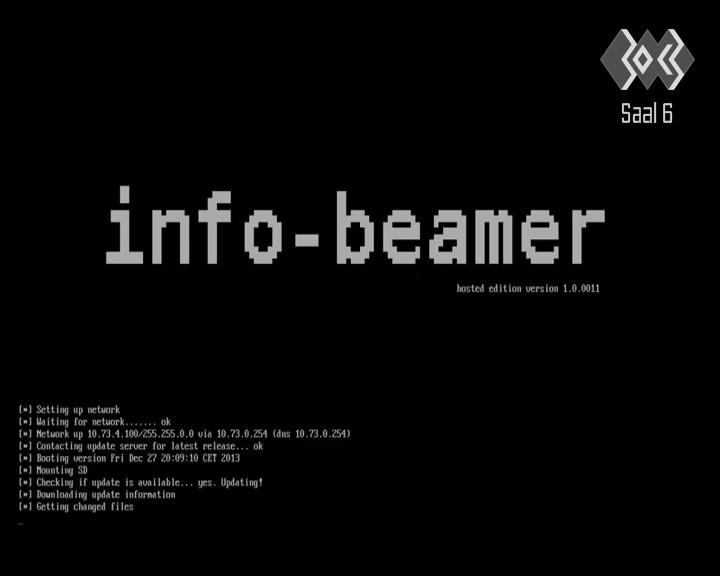 Saal 6
info-beamer
hosted edition version 1.0.0011
[*] Setting up network
[*] Waiting for network....... ok
[*] Network up 10.73.4.100/255.255.0.0 via 10.73.0.254 (dns 10.73.0.254)
[*] Contacting update server for latest release... ok
[*] Booting version Fri Dec 27 20:09:10 CET 2013
[*] Mounting SD
[*] Checking if update is available... yes. Updating!
[*] Downloading update information
[*] Getting changed files
_